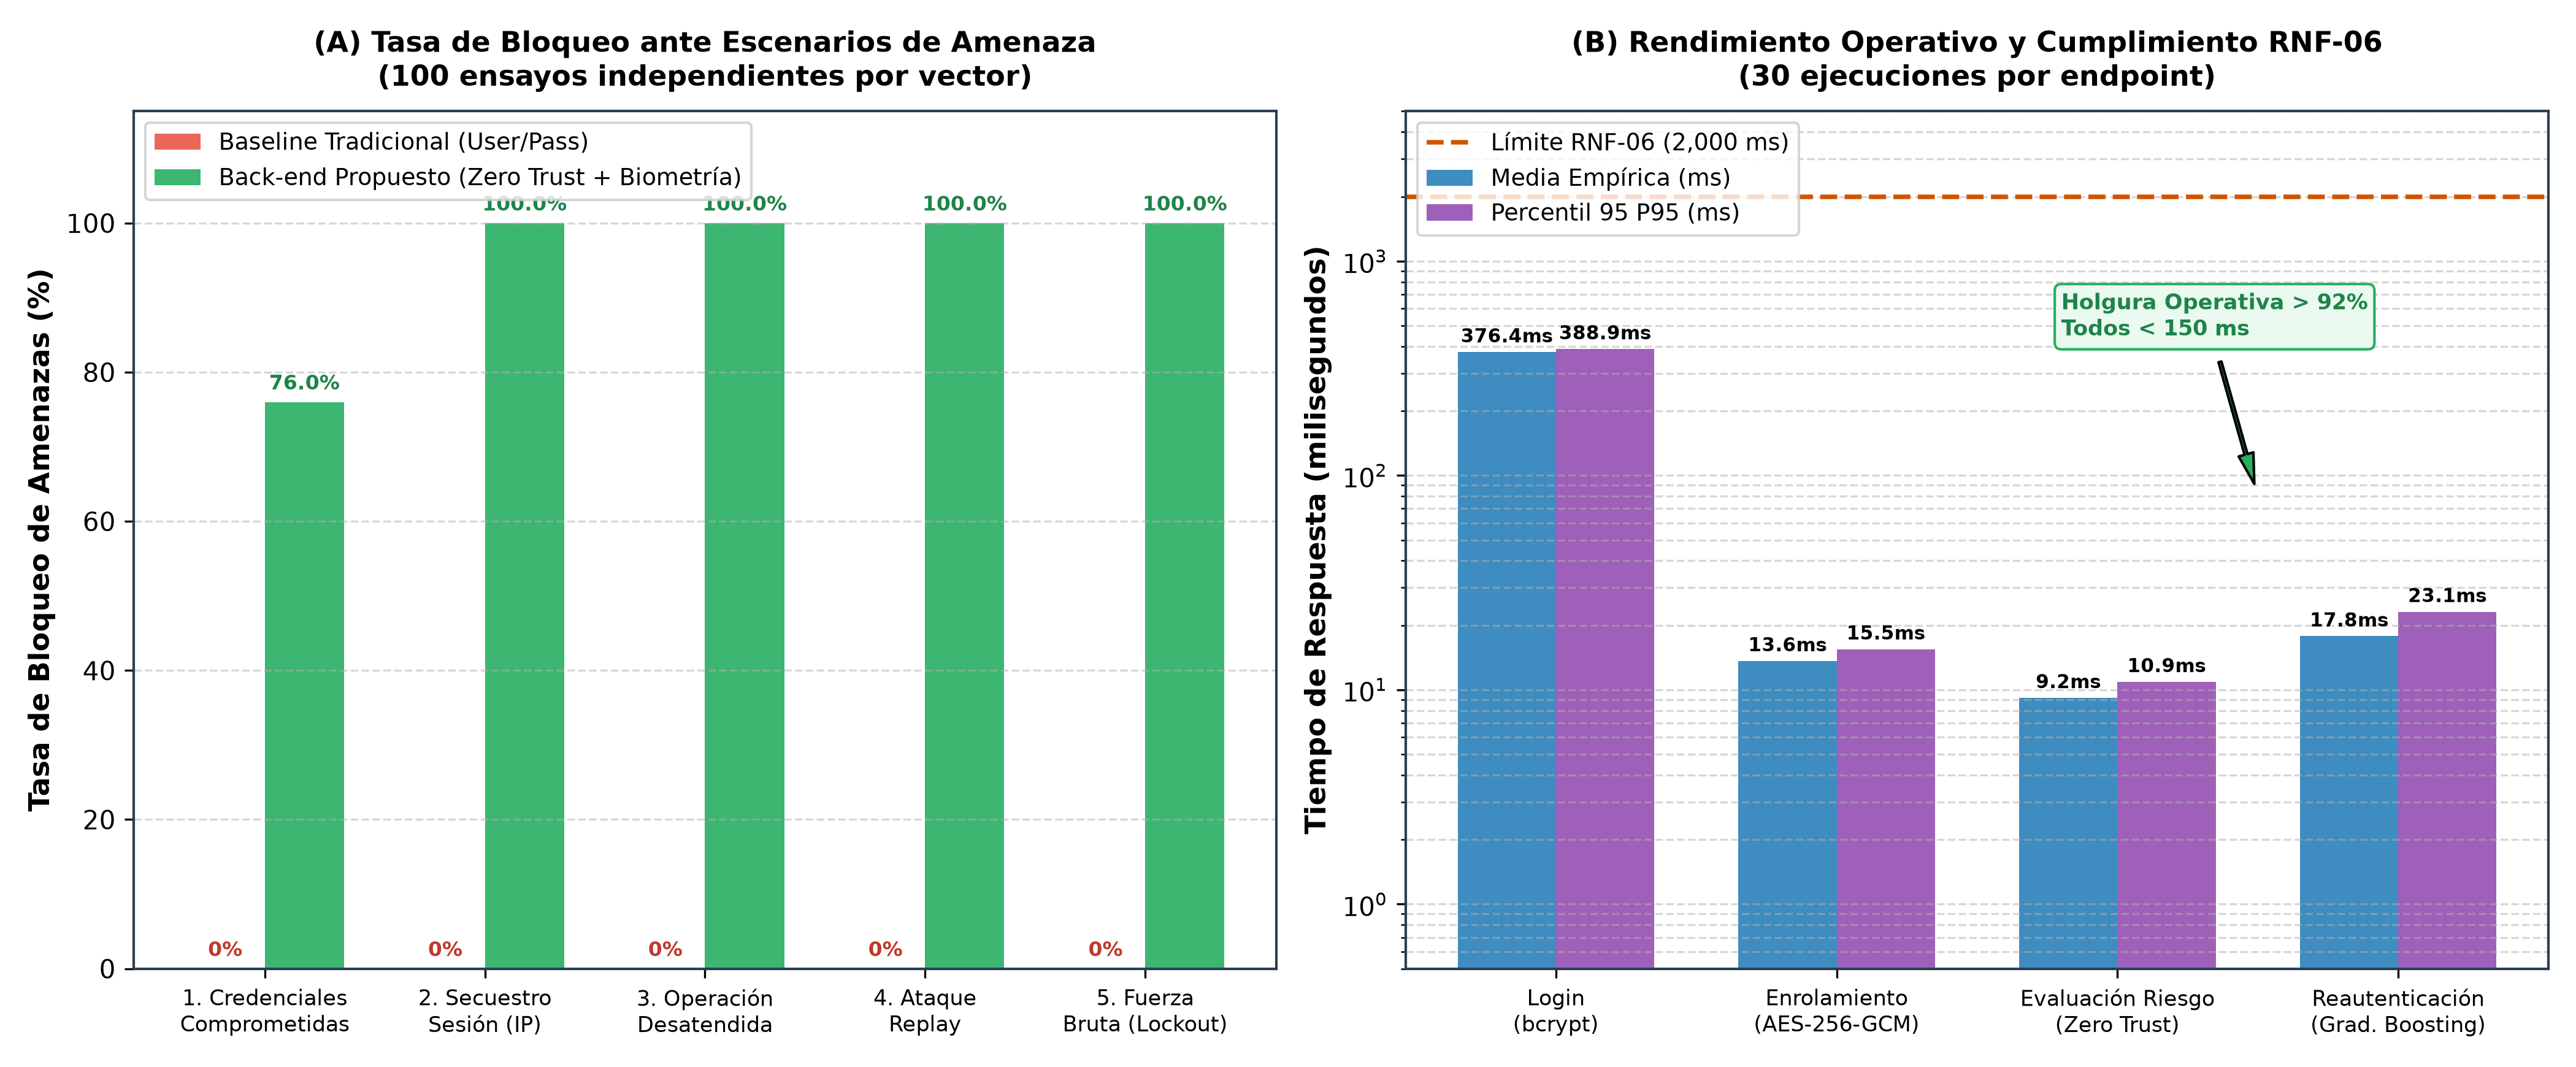 (A) Tasa de Bloqueo ante Escenarios de Amenaza
(100 ensayos independientes por vector)
Tasa de Bloqueo de Amenazas (%)
Baseline Tradicional (User/Pass)
Back-end Propuesto (Zero Trust + Biometría)
100
80
60
40
20
0
0%
76.0%
0%
100.0%
0%
100.0%
0%
100.0%
0%
100.0%
1. Credenciales
Comprometidas
2. Secuestro
Sesión (IP)
3. Operación
Desatendida
4. Ataque
Replay
5. Fuerza
Bruta (Lockout)
(B) Rendimiento Operativo y Cumplimiento RNF-06
(30 ejecuciones por endpoint)
Tiempo de Respuesta (milisegundos)
Límite RNF-06 (2,000 ms)
Media Empírica (ms)
Percentil 95 P95 (ms)
10³
10²
10¹
10⁰
Holgura Operativa > 92%
Todos < 150 ms
376.4ms
388.9ms
13.6ms
15.5ms
9.2ms
10.9ms
17.8ms
23.1ms
Login
(bcrypt)
Enrolamiento
(AES-256-GCM)
Evaluación Riesgo
(Zero Trust)
Reautenticación
(Grad. Boosting)